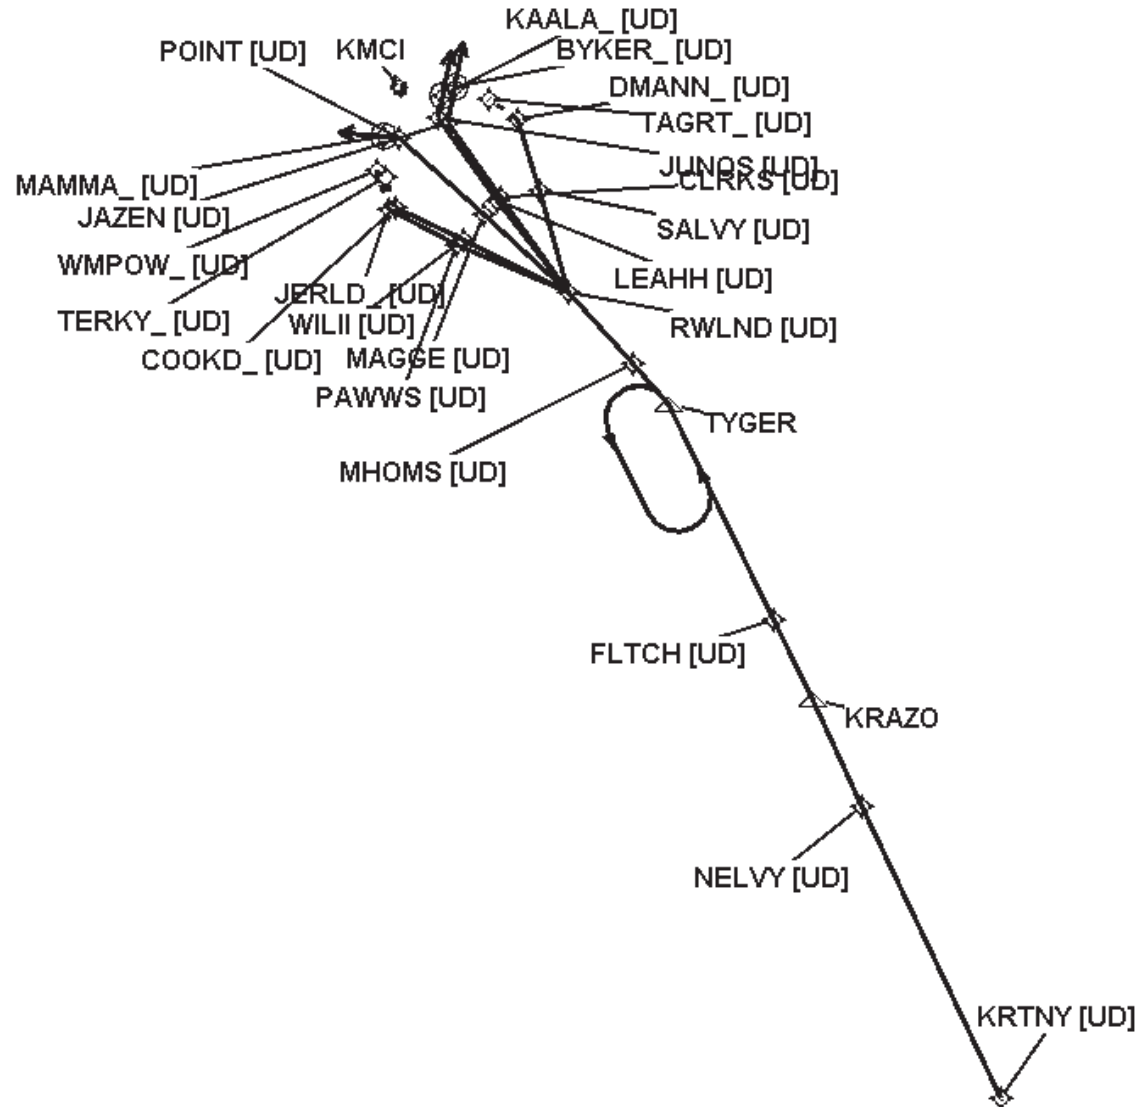 KAALA_ [UD]
POINT [UD]
KMCI
BYKER_ [UD]
DMANN_ [UD]
TAGRT_ [UD]
JUNOS [UD]
CLRKS [UD]
MAMMA_ [UD]
JAZEN [UD]
SALVY [UD]
WMPOW_ [UD]
LEAHH [UD]
JERLD_ [UD]
TERKY_ [UD]
WILII [UD]
RWLND [UD]
COOKD_ [UD]
MAGGE [UD]
PAWWS [UD]
TYGER
MHOMS [UD]
FLTCH [UD]
KRAZO
NELVY [UD]
KRTNY [UD]